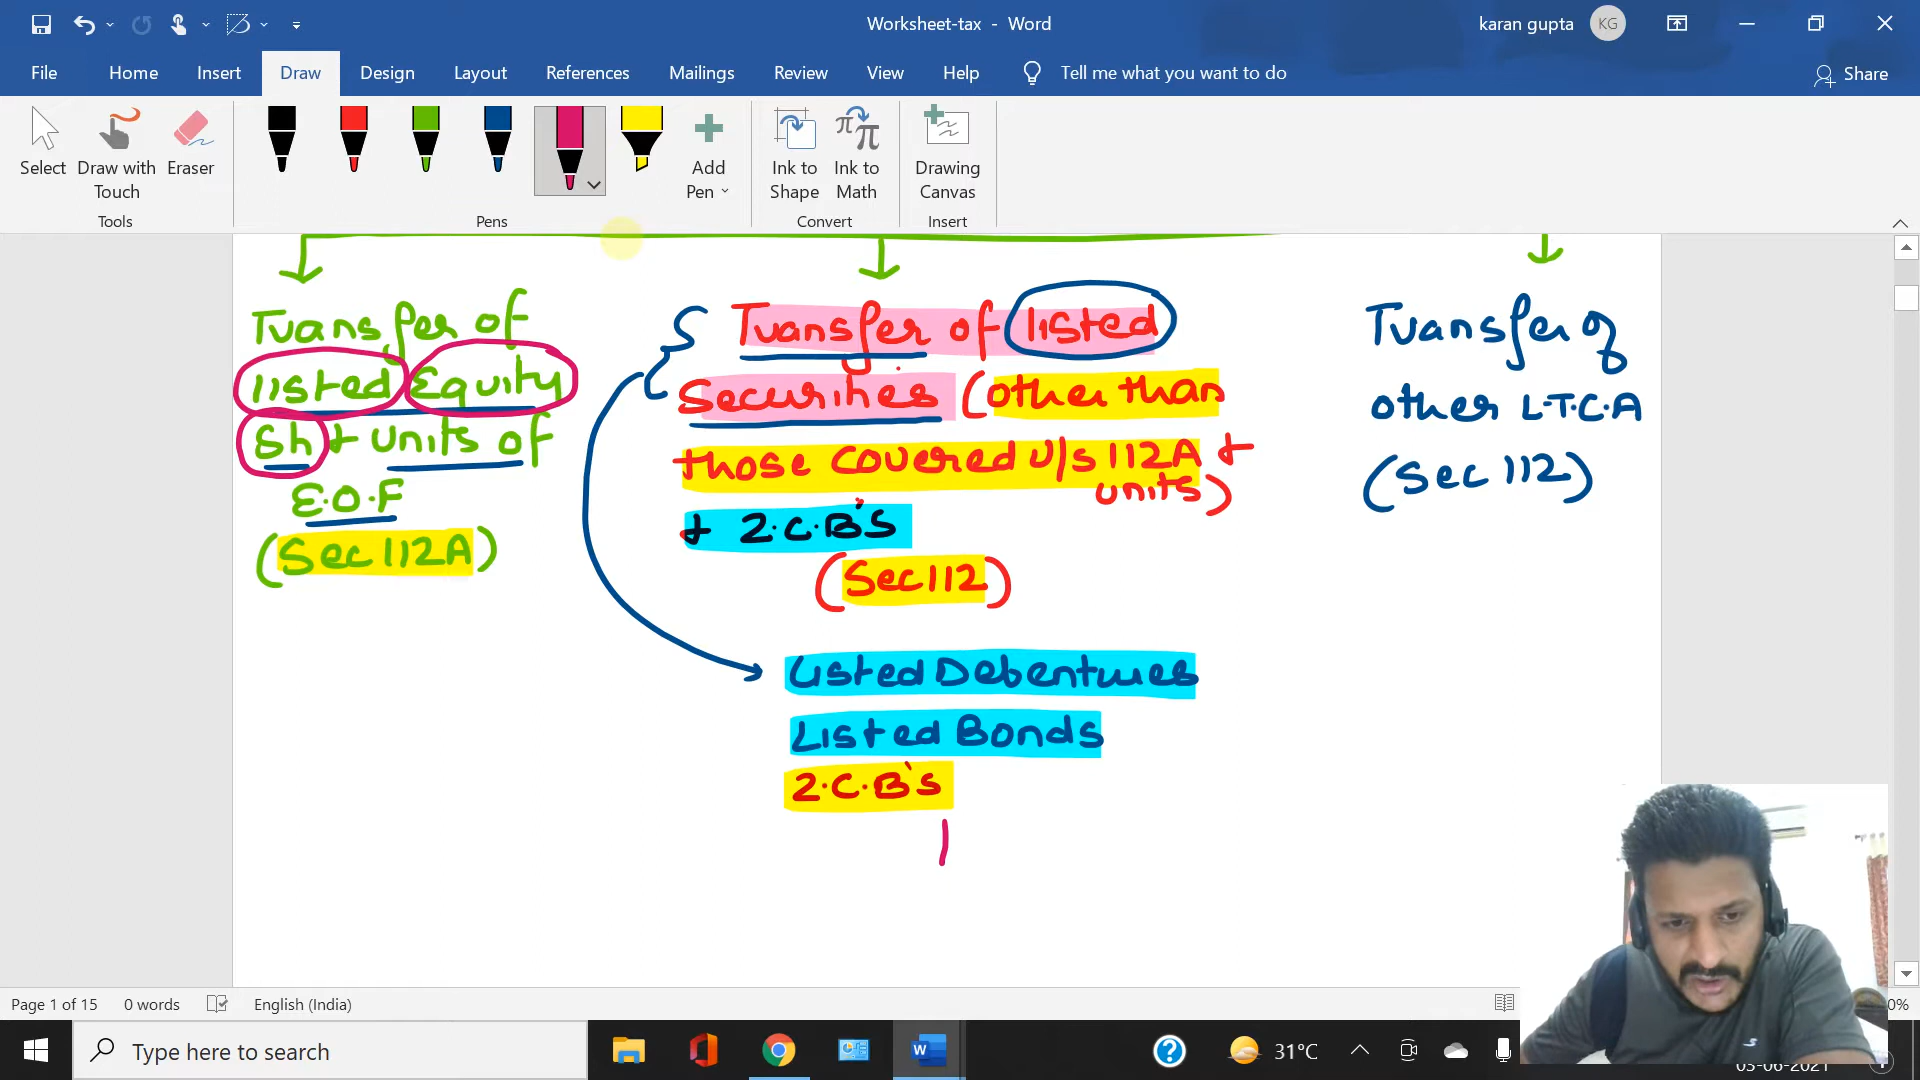 Worksheet-tax - Word
karan gupta
KG
File
Home
Insert
Draw
Design
Layout
References
Mailings
Review
View
Help
Tell me what you want to do
Share
Select
Draw with Touch
Eraser
Add Pen
Ink to Shape
Ink to Math
Drawing Canvas
Tools
Pens
Convert
Insert
Transfer of
listed Equity
Sh + units of
E.O.F
(Sec 112A)
Transfer of listed
Securities (other than
those covered U/s 112A +
units)
+ Z.C.B's
(Sec 112)
Listed Debentures
Listed Bonds
Z.C.B's
Transfer of
other L.T.C.A
(Sec 112)
Page 1 of 15
0 words
English (India)
0%
Type here to search
31°C
03-06-2021